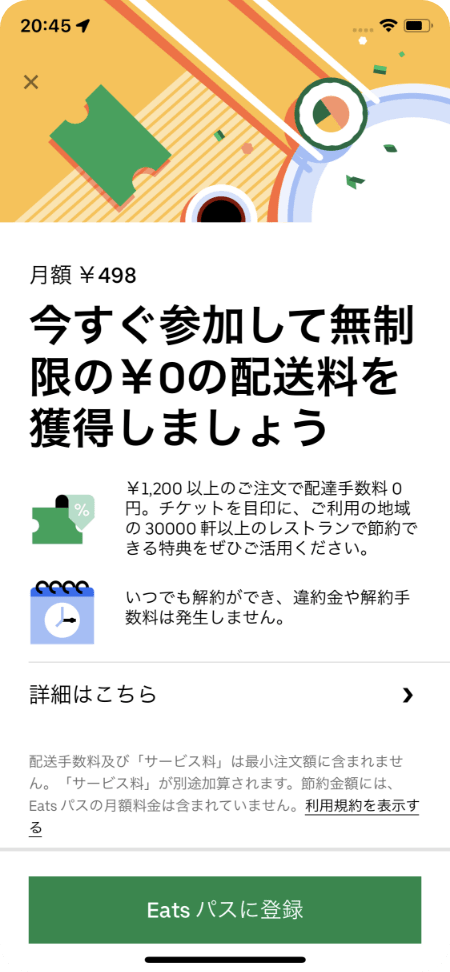 20:45
月額 ￥498
今すぐ参加して無制
限の￥0の配送料を
獲得しましょう
%
￥1,200 以上のご注文で配達手数料 0
円。チケットを目印に、ご利用の地域
の 30000 軒以上のレストランで節約で
きる特典をぜひご活用ください。
いつでも解約ができ、違約金や解約手
数料は発生しません。
詳細はこちら
配送手数料及び「サービス料」は最小注文額に含まれませ
ん。「サービス料」が別途加算されます。節約金額には、
Eats パスの月額料金は含まれていません。利用規約を表示す
る
Eats パスに登録